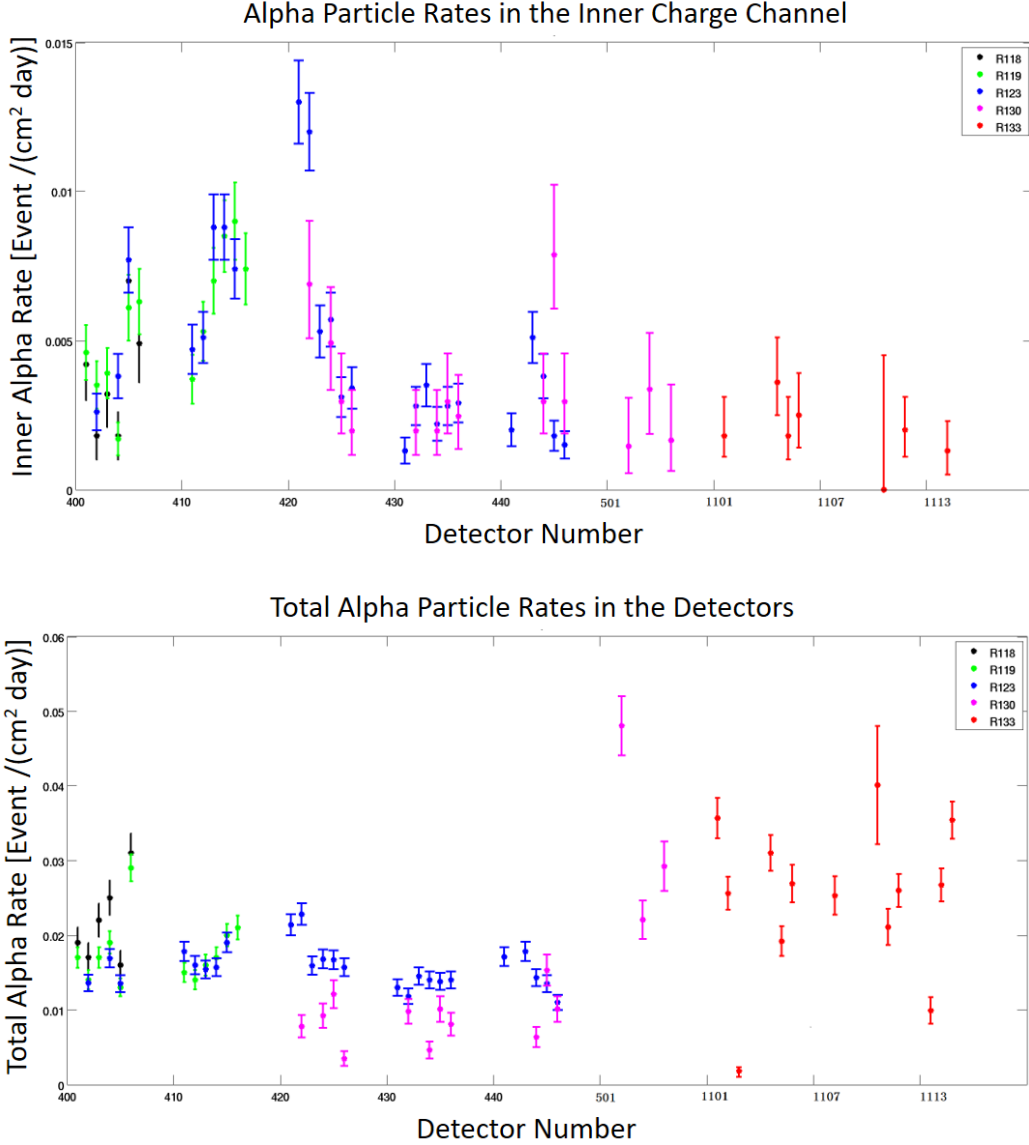 Alpha Particle Rates in the Inner Charge Channel
Inner Alpha Rate [Event /(cm² day)]
0.015
0.01
0.005
0
R118
R119
R123
R130
R133
400
410
420
430
440
501
1101
1107
1113
Detector Number
Total Alpha Particle Rates in the Detectors
Total Alpha Rate [Event /(cm² day)]
0.06
0.05
0.04
0.03
0.02
0.01
0
R118
R119
R123
R130
R133
400
410
420
430
440
501
1101
1107
1113
Detector Number